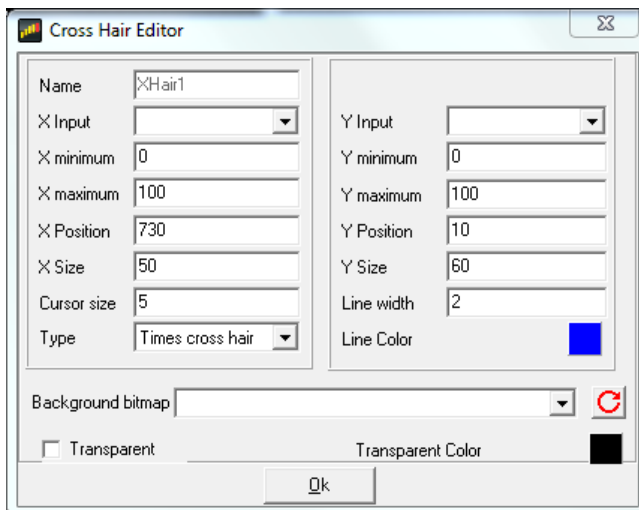 Cross Hair Editor
Name XHair1
X Input Y Input
X minimum 0 Y minimum 0
X maximum 100 Y maximum 100
X Position 730 Y Position 10
X Size 50 Y Size 60
Cursor size 5 Line width 2
Type Times cross hair Line Color
Background bitmap
Transparent Transparent Color
Ok